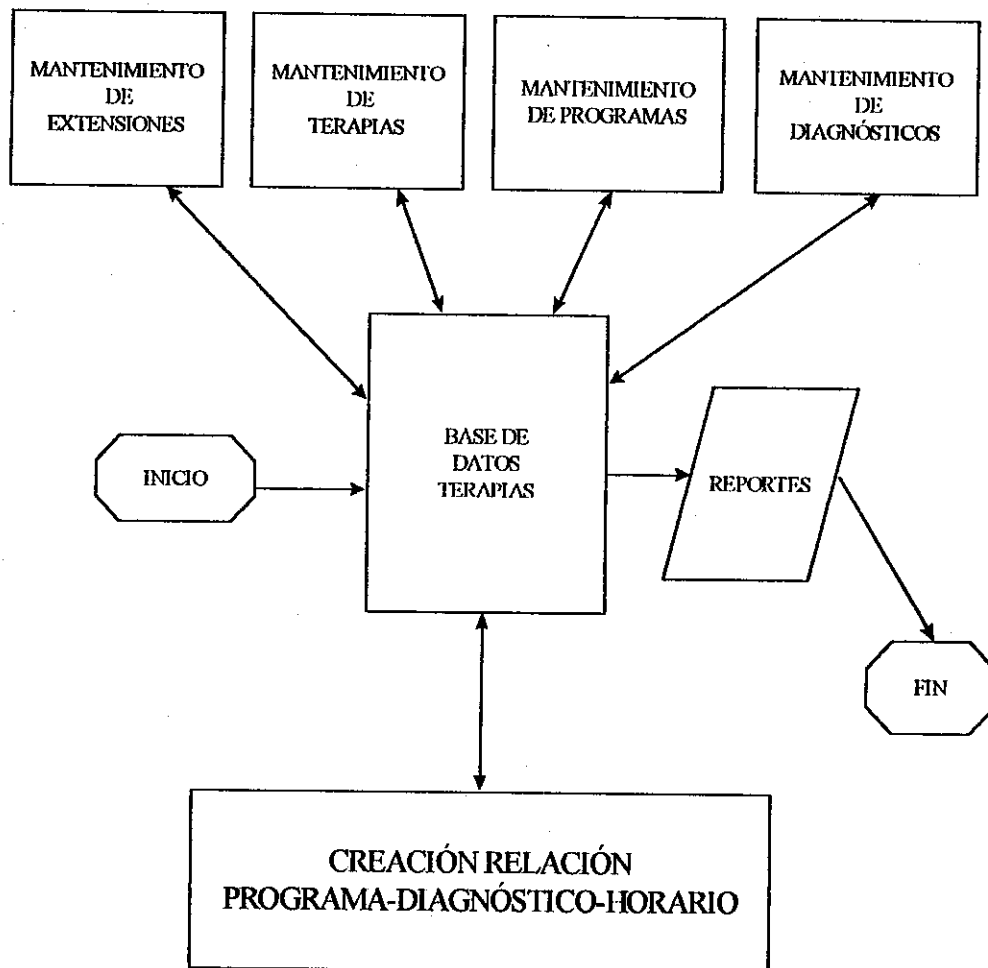 MANTENIMIENTO
DE
EXTENSIONES
MANTENIMIENTO
DE
TERAPIAS
MANTENIMIENTO
DE PROGRAMAS
MANTENIMIENTO
DE
DIAGNÓSTICOS
BASE DE
DATOS
TERAPIAS
INICIO
REPORTES
FIN
CREACIÓN RELACIÓN
PROGRAMA-DIAGNÓSTICO-HORARIO